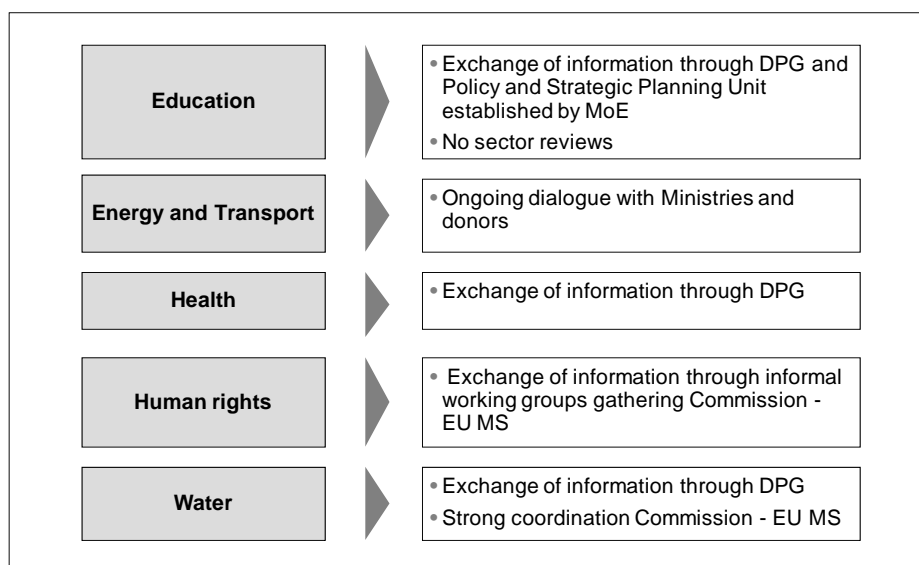 Education
• Exchange of information through DPG and
Policy and Strategic Planning Unit
established by MoE
• No sector reviews
Energy and Transport
• Ongoing dialogue with Ministries and
donors
Health
• Exchange of information through DPG
Human rights
• Exchange of information through informal
working groups gathering Commission -
EU MS
Water
• Exchange of information through DPG
• Strong coordination Commission - EU MS